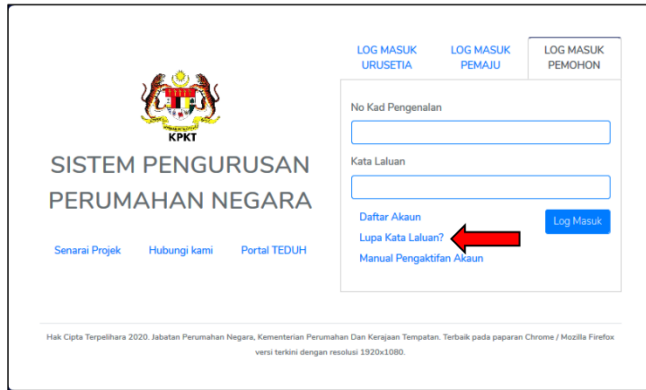 KPKT
SISTEM PENGURUSAN
PERUMAHAN NEGARA
Senarai Projek Hubungi kami Portal TEDUH
LOG MASUK URUSETIA
LOG MASUK PEMAJU
LOG MASUK PEMOHON
No Kad Pengenalan
Kata Laluan
Daftar Akaun
Log Masuk
Lupa Kata Laluan?
Manual Pengaktifan Akaun
Hak Cipta Terpelihara 2020. Jabatan Perumahan Negara, Kementerian Perumahan Dan Kerajaan Tempatan. Terbaik pada paparan Chrome / Mozilla Firefox
versi terkini dengan resolusi 1920x1080.